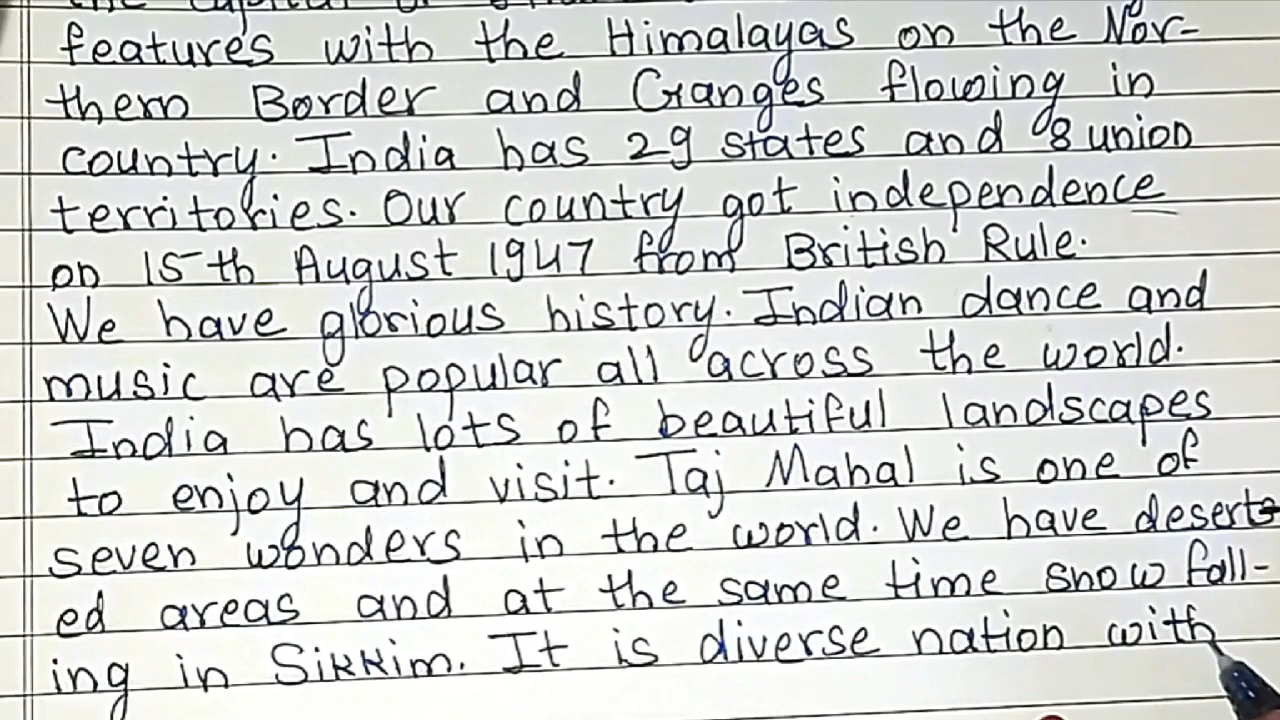 the capital of
features with the Himalayas on the Nor-
thern Border and Ganges flowing in
country. India has 29 states and 8 union
territories. Our country got independence
on 15th August 1947 from British Rule.
We have glorious history. Indian dance and
music are popular all across the world.
India has lots of beautiful landscapes
to enjoy and visit. Taj Mahal is one of
seven wonders in the world. We have desert-
ed areas and at the same time snow fall-
ing in Sikkim. It is diverse nation with